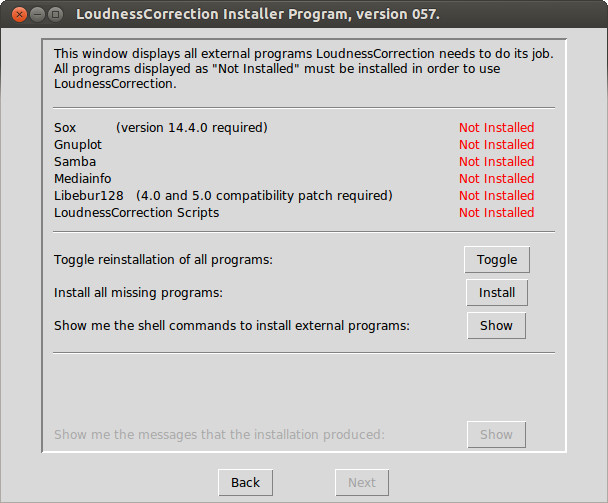 LoudnessCorrection Installer Program, version 057.
This window displays all external programs LoudnessCorrection needs to do its job.
All programs displayed as "Not Installed" must be installed in order to use
LoudnessCorrection.
Sox (version 14.4.0 required) Not Installed
Gnuplot Not Installed
Samba Not Installed
Mediainfo Not Installed
Libebur128 (4.0 and 5.0 compatibility patch required) Not Installed
LoudnessCorrection Scripts Not Installed
Toggle reinstallation of all programs: Toggle
Install all missing programs: Install
Show me the shell commands to install external programs: Show
Show me the messages that the installation produced: Show
Back Next